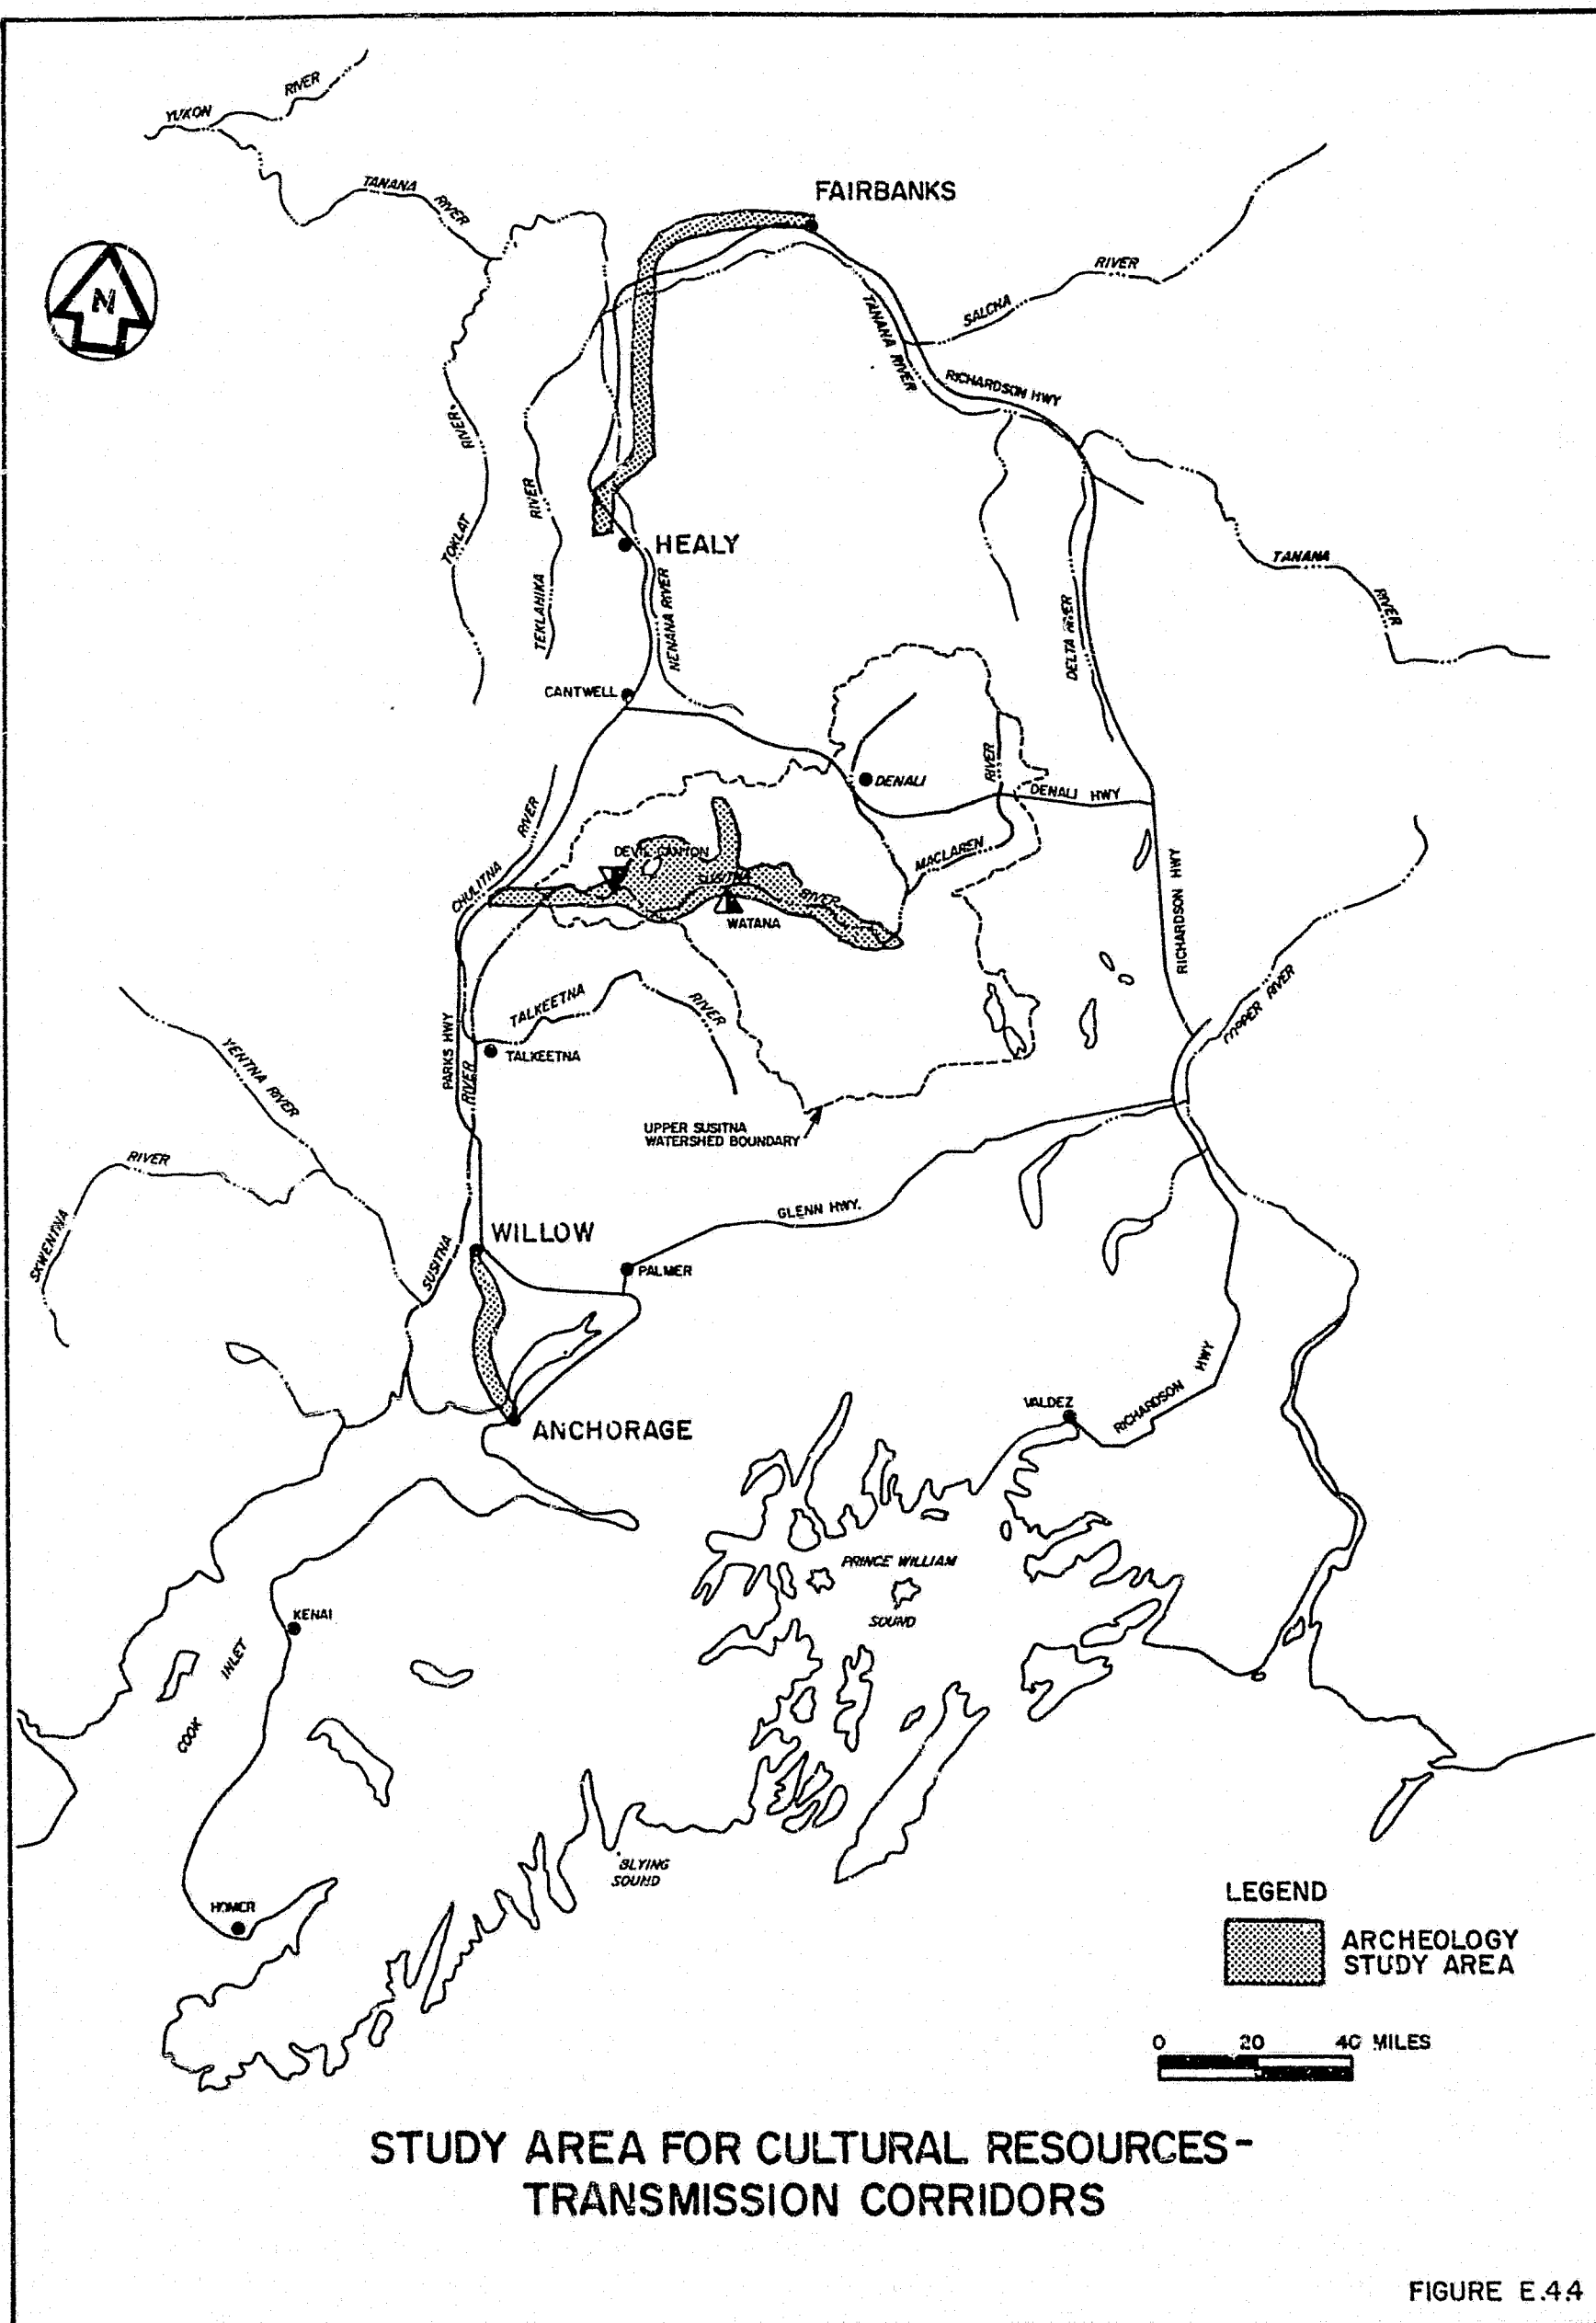 YUKON RIVER
TANANA RIVER
FAIRBANKS
N
SALCHA RIVER
TANANA RIVER
RICHARDSON HWY
TOKLAT RIVER
TEKLANIKA RIVER
HEALY
NENANA RIVER
TANANA RIVER
DELTA RIVER
CANTWELL
DENALI
RIVER
DENALI HWY
MACLAREN
CHULITNA RIVER
DEVIL CANYON
SUSITNA RIVER
WATANA
RICHARDSON HWY
COPPER RIVER
TALKEETNA RIVER
PARKS HWY
TALKEETNA
RIVER
YENTNA RIVER
UPPER SUSITNA
WATERSHED BOUNDARY
SKWENTNA RIVER
GLENN HWY.
WILLOW
SUSITNA
PALMER
ANCHORAGE
VALDEZ
RICHARDSON HWY
PRINCE WILLIAM
SOUND
KENAI
COOK INLET
BLYING
SOUND
HOMER
LEGEND
ARCHEOLOGY
STUDY AREA
0 20 40 MILES
STUDY AREA FOR CULTURAL RESOURCES-
TRANSMISSION CORRIDORS
FIGURE E.4.4